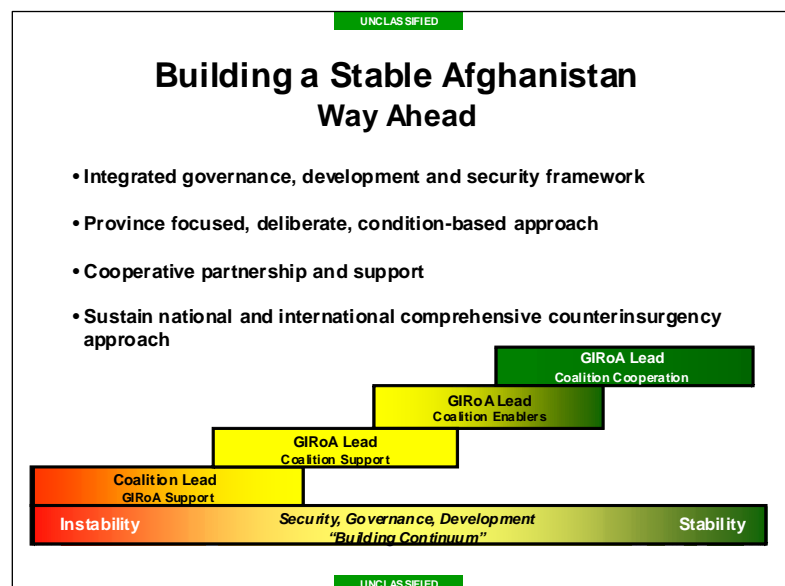 UNCLASSIFIED
Building a Stable Afghanistan
Way Ahead
• Integrated governance, development and security framework
• Province focused, deliberate, condition-based approach
• Cooperative partnership and support
• Sustain national and international comprehensive counterinsurgency
approach
GIRoA Lead
Coalition Cooperation
GIRoA Lead
Coalition Enablers
GIRoA Lead
Coalition Support
Coalition Lead
GIRoA Support
Instability
Security, Governance, Development
"Building Continuum"
Stability
UNCLASSIFIED